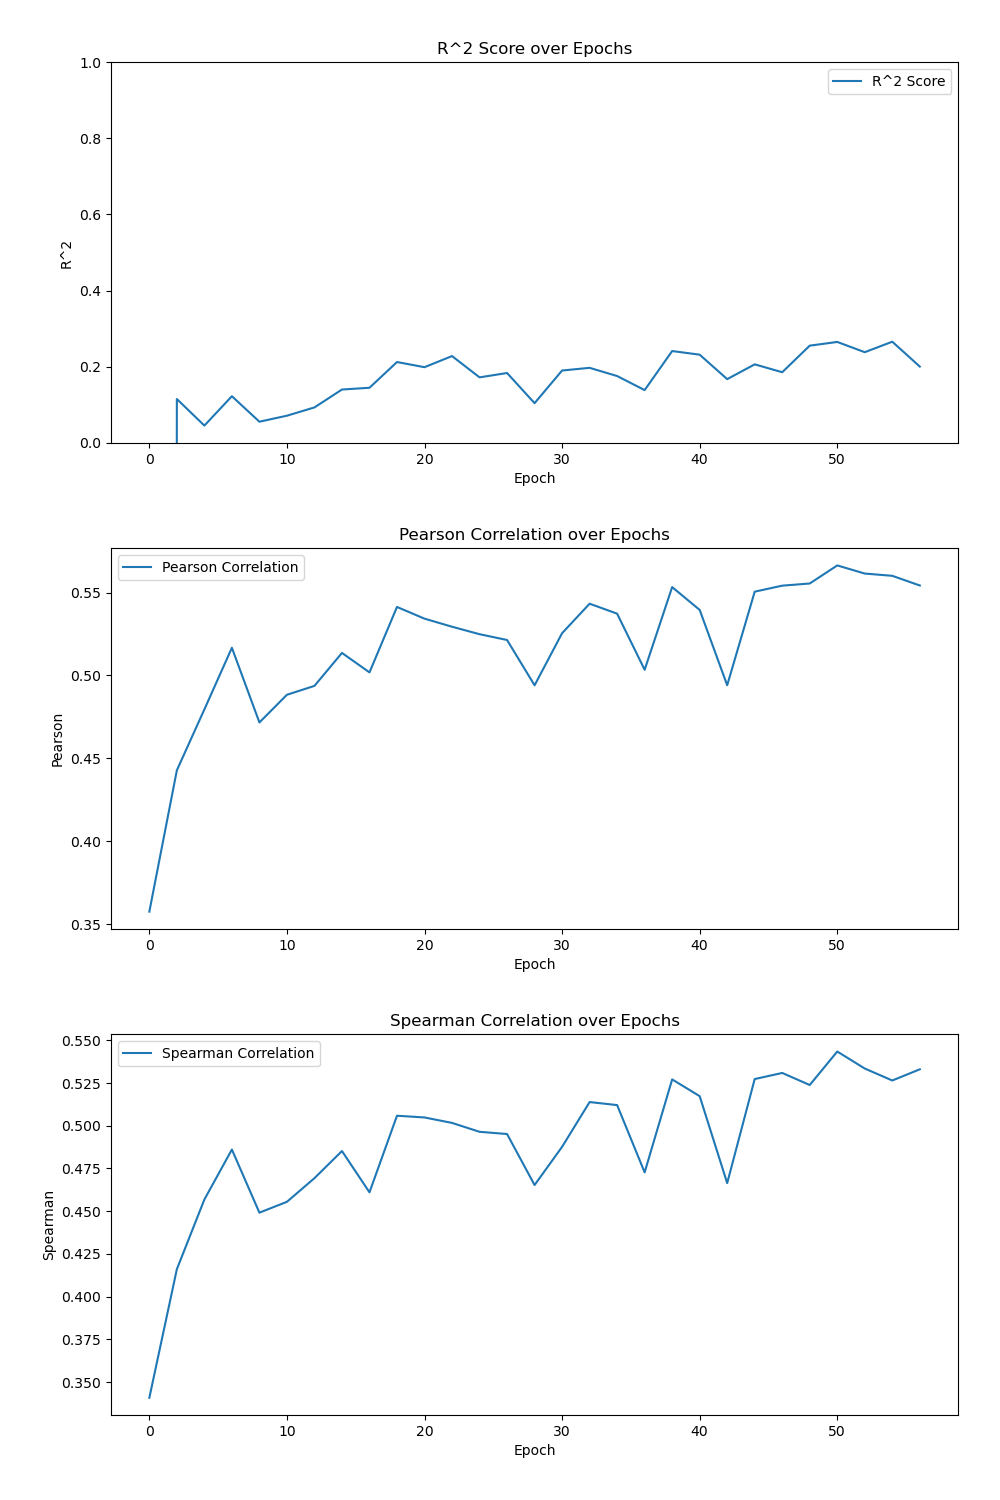 R^2 Score over Epochs
1.0
R^2 Score
0.8
0.6
R^2
0.4
0.2
0.0
0 10 20 30 40 50
Epoch
Pearson Correlation over Epochs
Pearson Correlation
0.55
0.50
Pearson
0.45
0.40
0.35
0 10 20 30 40 50
Epoch
Spearman Correlation over Epochs
0.550
Spearman Correlation
0.525
0.500
0.475
0.450
Spearman
0.425
0.400
0.375
0.350
0 10 20 30 40 50
Epoch